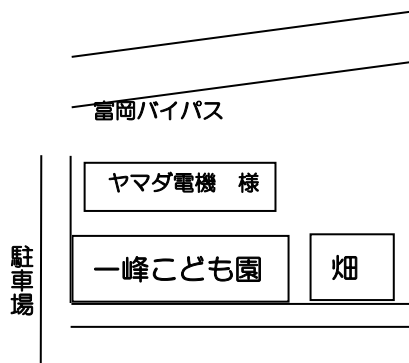 富岡バイパス
ヤマダ電機　様
一峰こども園
畑
駐車場